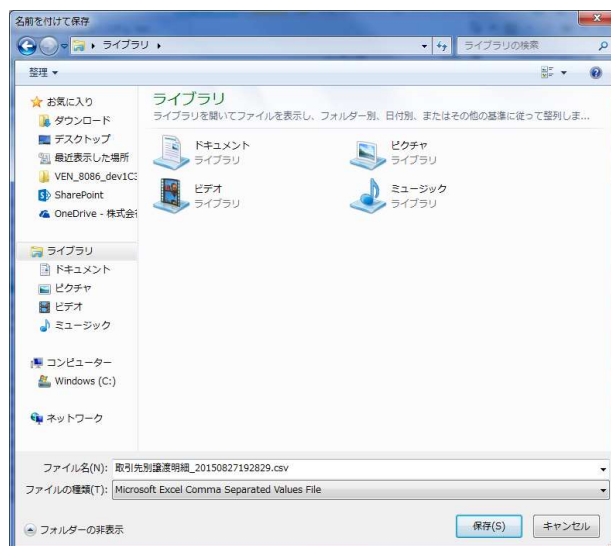 名前を付けて保存
ライブラリ
ライブラリの検索
整理
お気に入り
ダウンロード
デスクトップ
最近表示した場所
VEN_8086_dev1C3
SharePoint
OneDrive - 株式会社
ライブラリ
ドキュメント
ピクチャ
ビデオ
ミュージック
コンピューター
Windows (C:)
ネットワーク
ライブラリ
ライブラリを開いてファイルを表示し、フォルダー別、日付別、またはその他の基準に従って整列しま...
ドキュメント
ライブラリ
ピクチャ
ライブラリ
ビデオ
ライブラリ
ミュージック
ライブラリ
ファイル名(N): 取引先別譲渡明細_20150827192829.csv
ファイルの種類(T): Microsoft Excel Comma Separated Values File
フォルダーの非表示
保存(S)
キャンセル